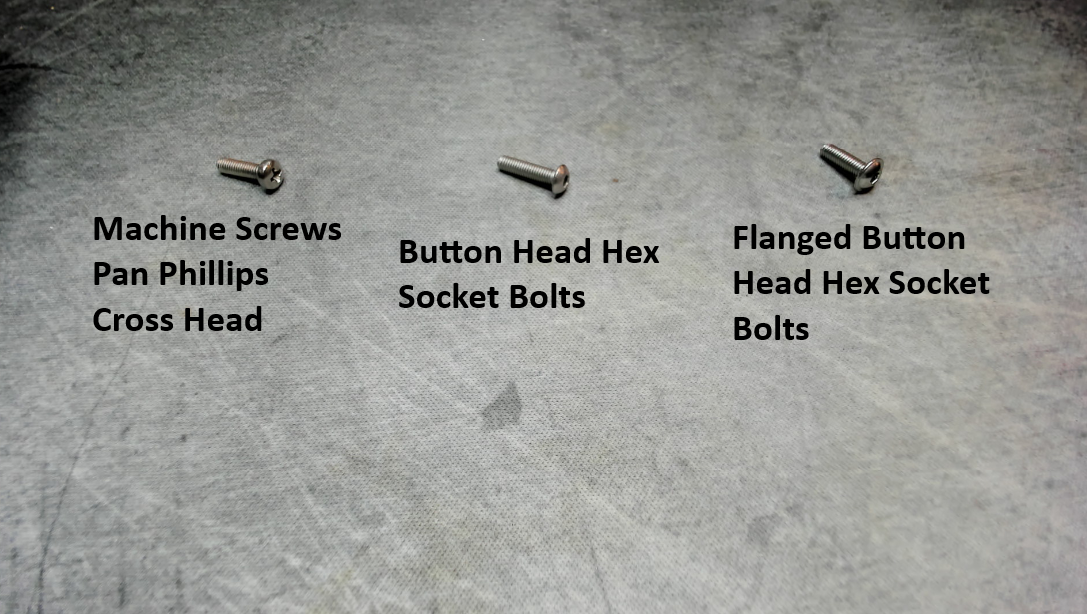 Machine Screws
Pan Phillips
Cross Head
Button Head Hex
Socket Bolts
Flanged Button
Head Hex Socket
Bolts